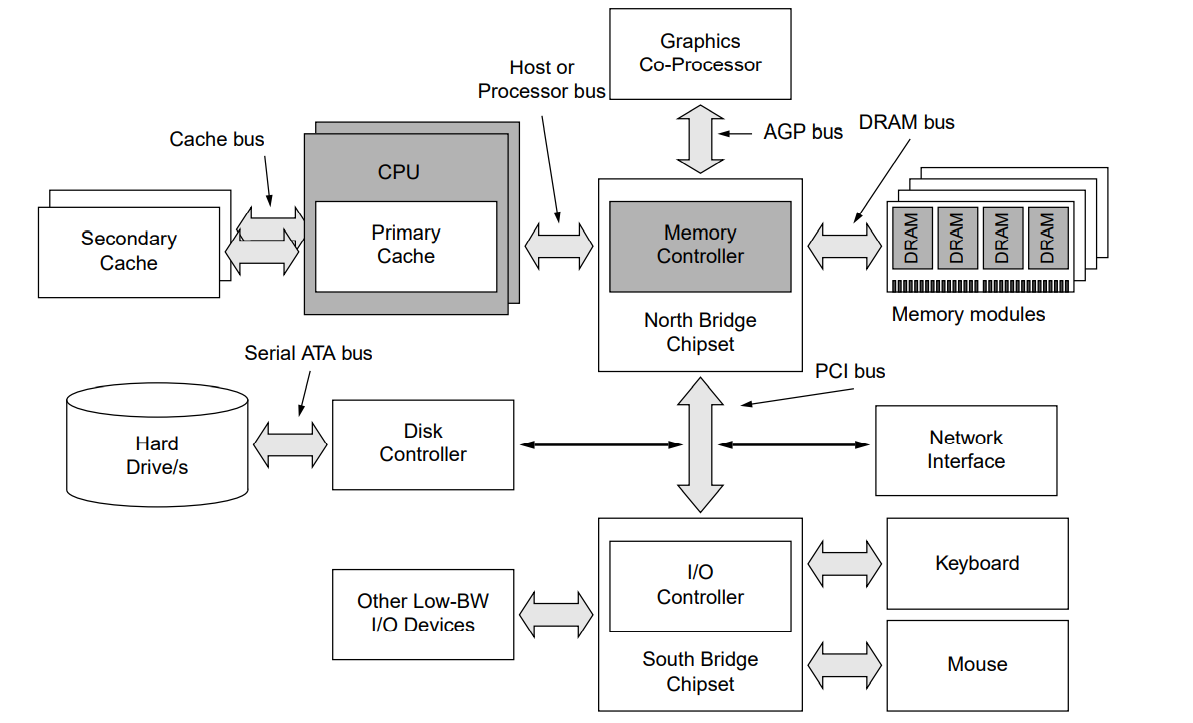 Graphics
Co-Processor
Host or
Processor bus
AGP bus
DRAM bus
Cache bus
CPU
Secondary
Cache
Primary
Cache
Memory
Controller
DRAM
DRAM
DRAM
DRAM
North Bridge
Chipset
Memory modules
Serial ATA bus
PCI bus
Hard
Drive/s
Disk
Controller
Network
Interface
I/O
Controller
Keyboard
Other Low-BW
I/O Devices
South Bridge
Chipset
Mouse